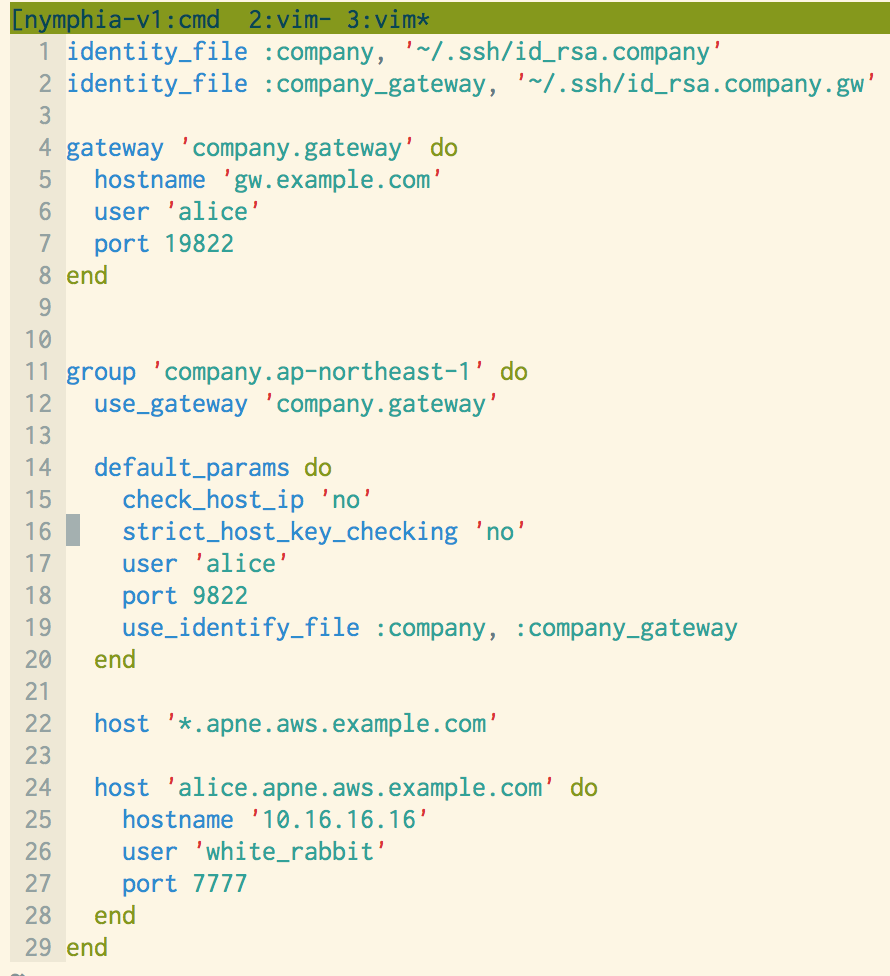 [nymphia-v1:cmd  2:vim- 3:vim*
1 identity_file :company, '~/.ssh/id_rsa.company'
2 identity_file :company_gateway, '~/.ssh/id_rsa.company.gw'
3
4 gateway 'company.gateway' do
5   hostname 'gw.example.com'
6   user 'alice'
7   port 19822
8 end
9
10
11 group 'company.ap-northeast-1' do
12   use_gateway 'company.gateway'
13
14   default_params do
15     check_host_ip 'no'
16     strict_host_key_checking 'no'
17     user 'alice'
18     port 9822
19     use_identify_file :company, :company_gateway
20   end
21
22   host '*.apne.aws.example.com'
23
24   host 'alice.apne.aws.example.com' do
25     hostname '10.16.16.16'
26     user 'white_rabbit'
27     port 7777
28   end
29 end